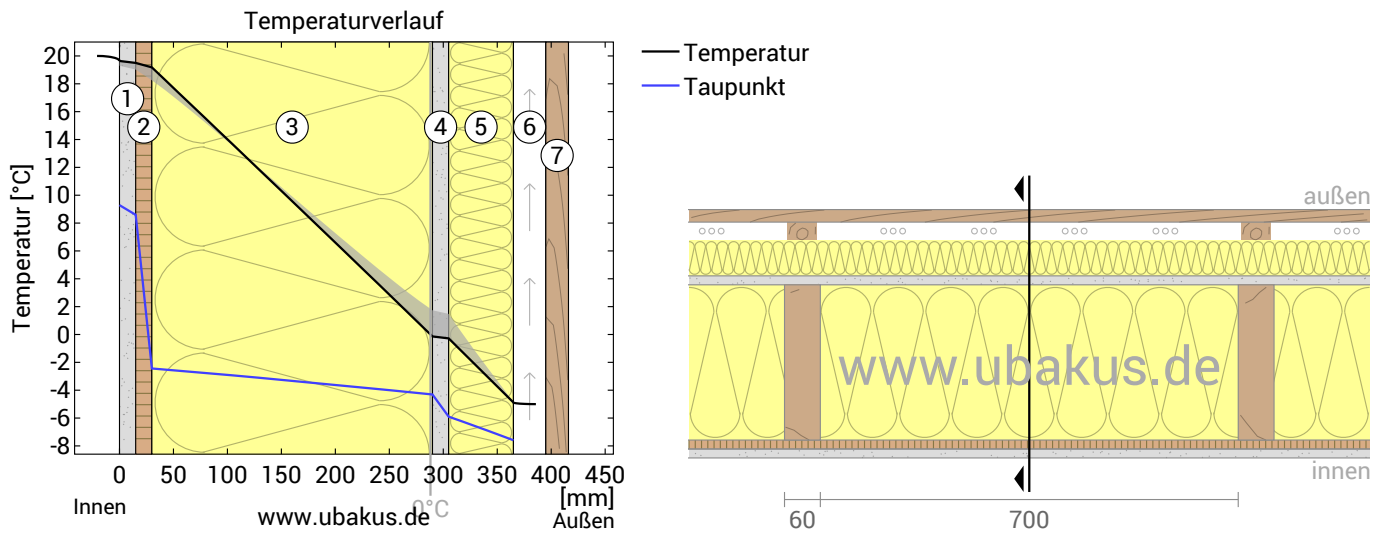 Temperaturverlauf
Temperatur [°C]
20
18
16
14
12
10
8
6
4
2
0
-2
-4
-6
-8
1
2
3
4
5
6
7
0 50 100 150 200 250 300 350 400 450
[mm]
Innen
0°C
www.ubakus.de
Außen
Temperatur
Taupunkt
außen
www.ubakus.de
innen
60
700